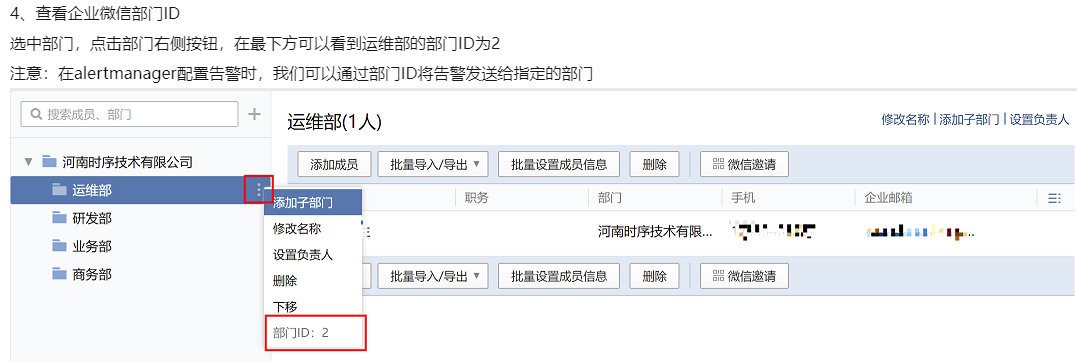 4、查看企业微信部门ID
选中部门，点击部门右侧按钮，在最下方可以看到运维部的部门ID为2
注意：在alertmanager配置告警时，我们可以通过部门ID将告警发送给指定的部门
搜索成员、部门
运维部(1人)
修改名称 | 添加子部门 | 设置负责人
河南时序技术有限公司
添加成员 批量导入/导出 批量设置成员信息 删除 微信邀请
运维部
添加子部门 职务 部门 手机 企业邮箱
研发部
修改名称 河南时序技术有限...
业务部
设置负责人
商务部
删除 批量导入/导出 批量设置成员信息 删除 微信邀请
下移
部门ID：2